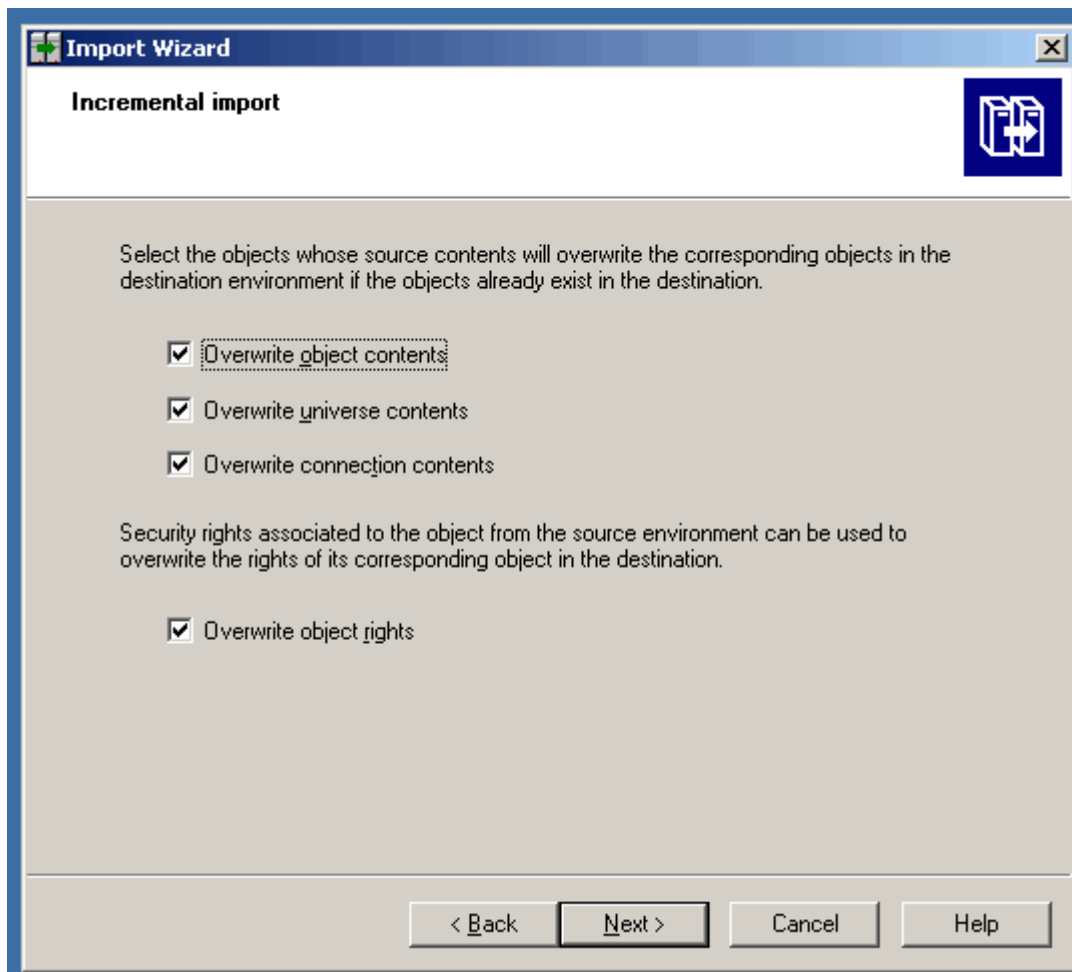 Import Wizard
Incremental import
Select the objects whose source contents will overwrite the corresponding objects in the
destination environment if the objects already exist in the destination.
Overwrite object contents
Overwrite universe contents
Overwrite connection contents
Security rights associated to the object from the source environment can be used to
overwrite the rights of its corresponding object in the destination.
Overwrite object rights
< Back Next > Cancel Help